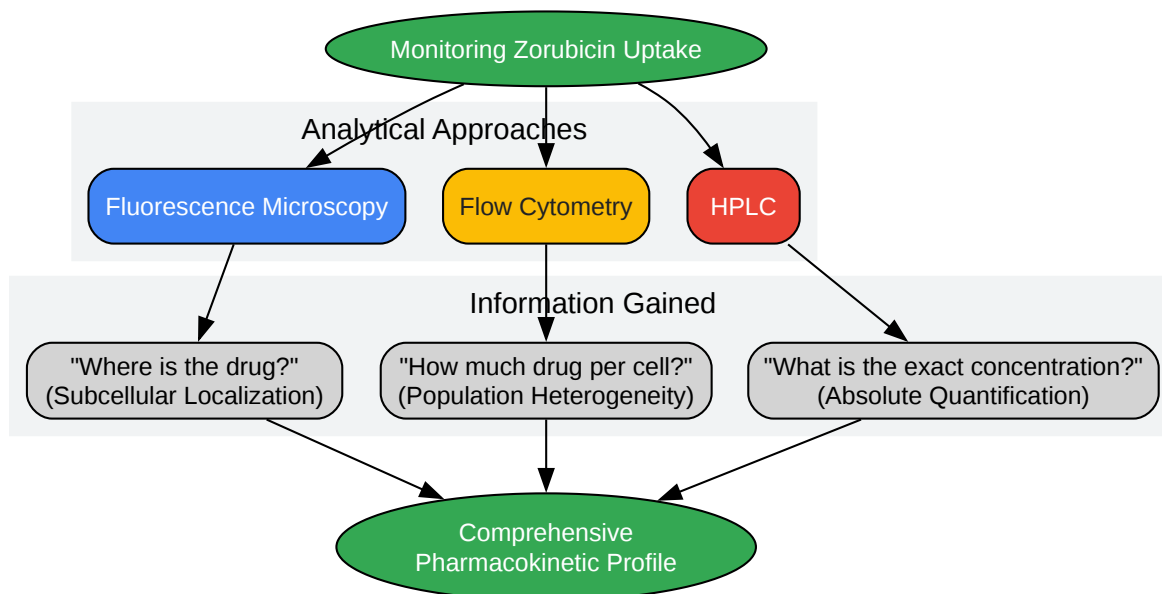 Monitoring Zorubicin Uptake
Analytical Approaches
Fluorescence Microscopy
Flow Cytometry
HPLC
Information Gained
"Where is the drug?"
(Subcellular Localization)
"How much drug per cell?"
(Population Heterogeneity)
"What is the exact concentration?"
(Absolute Quantification)
Comprehensive
Pharmacokinetic Profile